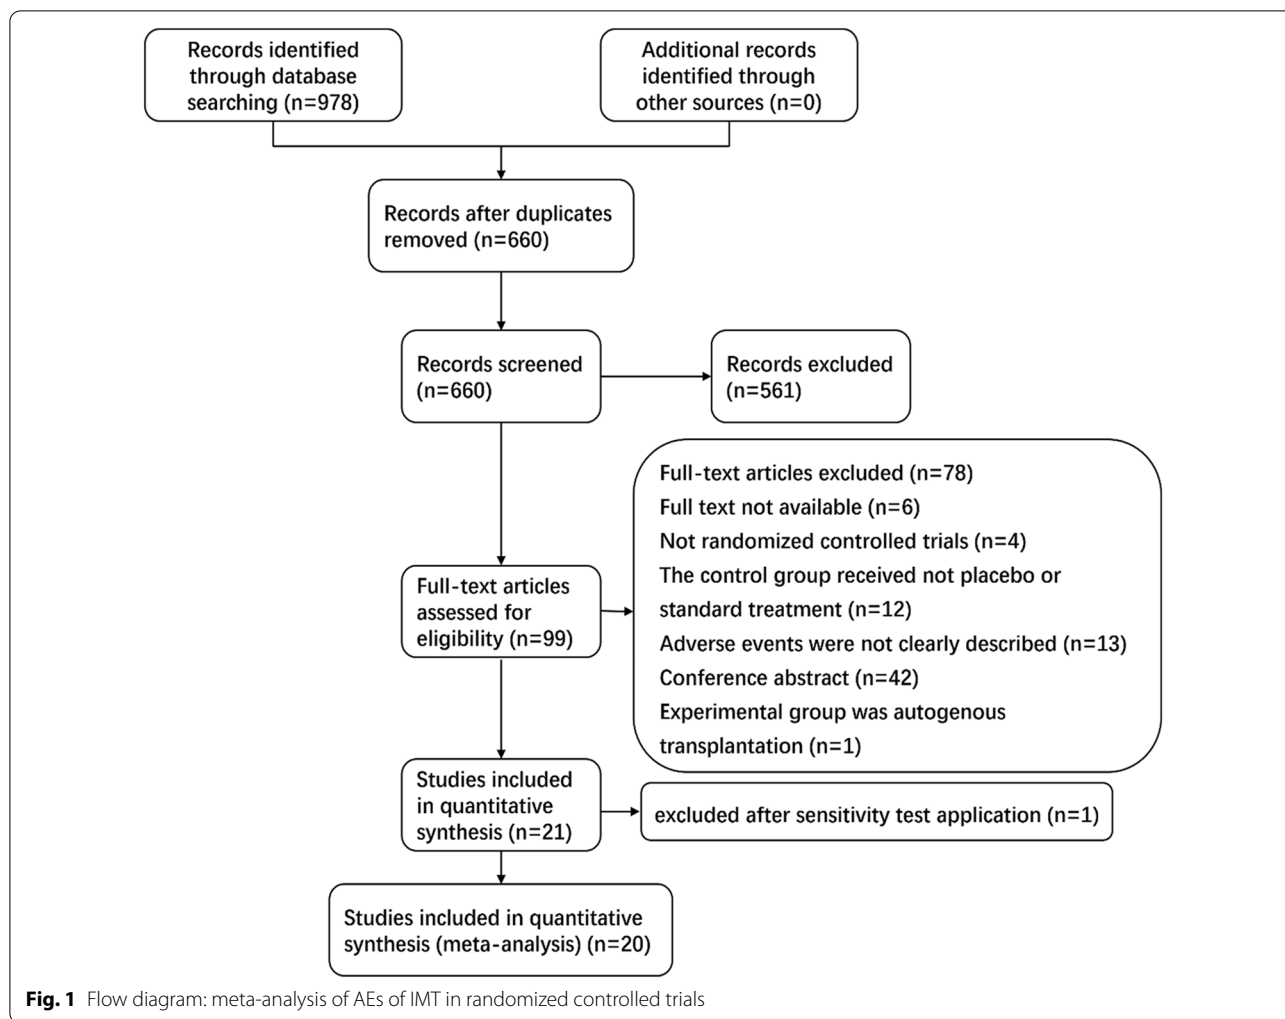 Records identified
through database
searching (n=978)
Additional records
identified through
other sources (n=0)
Records after duplicates
removed (n=660)
Records screened
(n=660)
Records excluded
(n=561)
Full-text articles
assessed for
eligibility (n=99)
Full-text articles excluded (n=78)
Full text not available (n=6)
Not randomized controlled trials (n=4)
The control group received not placebo or
standard treatment (n=12)
Adverse events were not clearly described (n=13)
Conference abstract (n=42)
Experimental group was autogenous
transplantation (n=1)
Studies included
in quantitative
synthesis (n=21)
excluded after sensitivity test application (n=1)
Studies included in quantitative
synthesis (meta-analysis) (n=20)
Fig. 1 Flow diagram: meta-analysis of AEs of IMT in randomized controlled trials